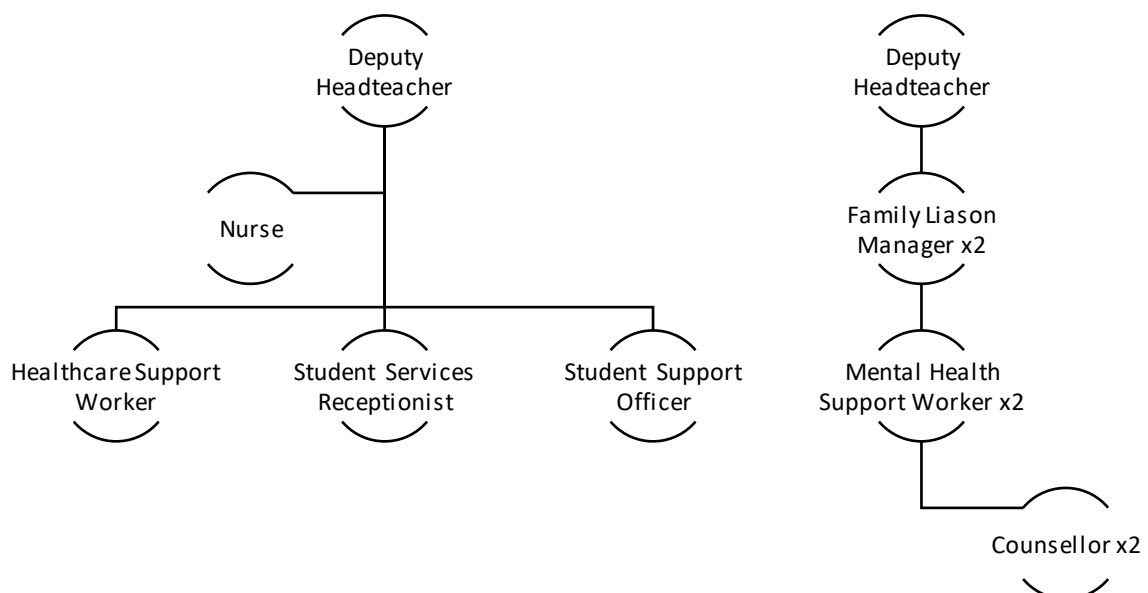 Deputy
Headteacher
Nurse
Healthcare Support
Worker
Student Services
Receptionist
Student Support
Officer
Deputy
Headteacher
Family Liason
Manager x2
Mental Health
Support Worker x2
Counsellor x2